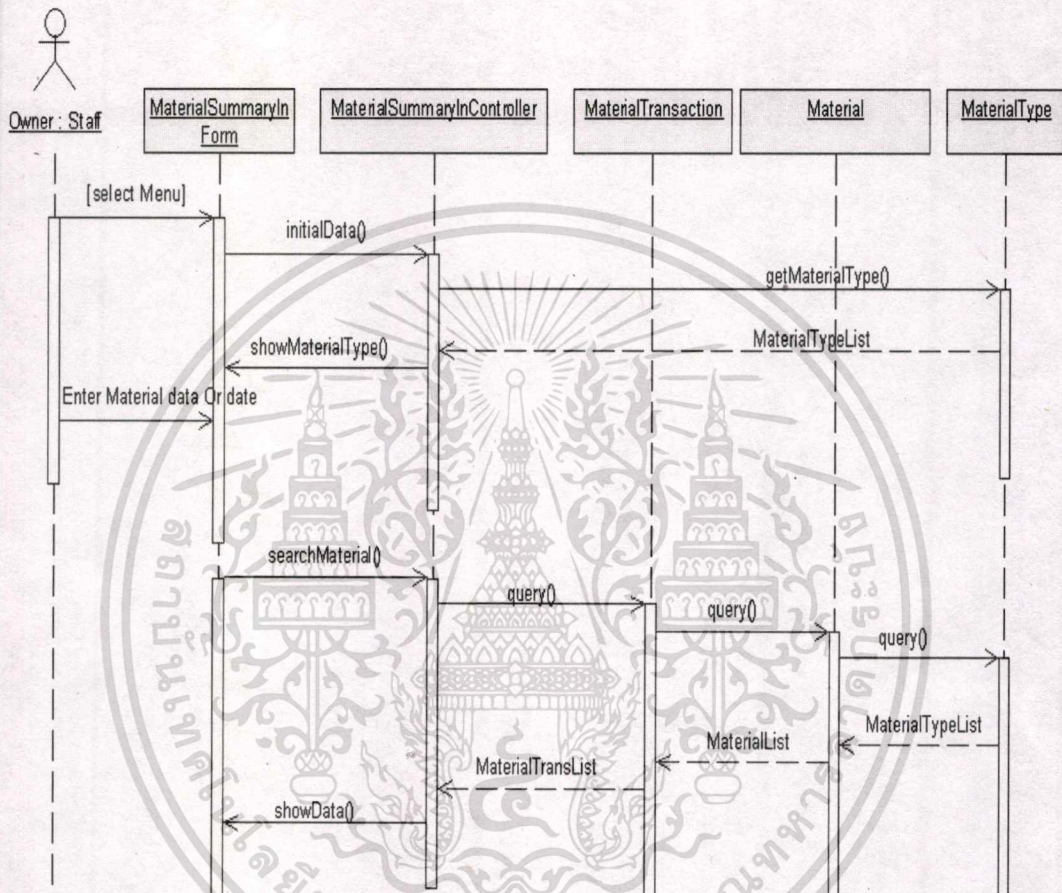 Owner : Staff
MaterialSummaryIn
Form
MaterialSummaryInController
MaterialTransaction
Material
MaterialType
[select Menu]
initialData()
getMaterialType()
MaterialTypeList
showMaterialType()
Enter Material data Or date
searchMaterial()
query()
query()
query()
MaterialTypeList
MaterialList
MaterialTransList
showData()